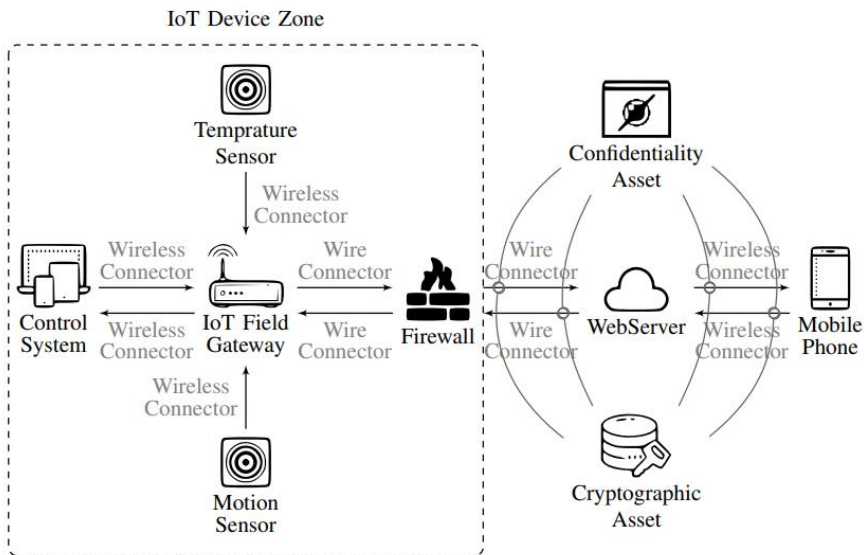 IoT Device Zone
Temprature
Sensor
Wireless
Connector
Confidentiality
Asset
Wireless
Connector
Wire
Connector
Wire
Connector
Wireless
Connector
Control
System
IoT Field
Gateway
Firewall
WebServer
Mobile
Phone
Wireless
Connector
Wire
Connector
Wire
Connector
Wireless
Connector
Wireless
Connector
Motion
Sensor
Cryptographic
Asset